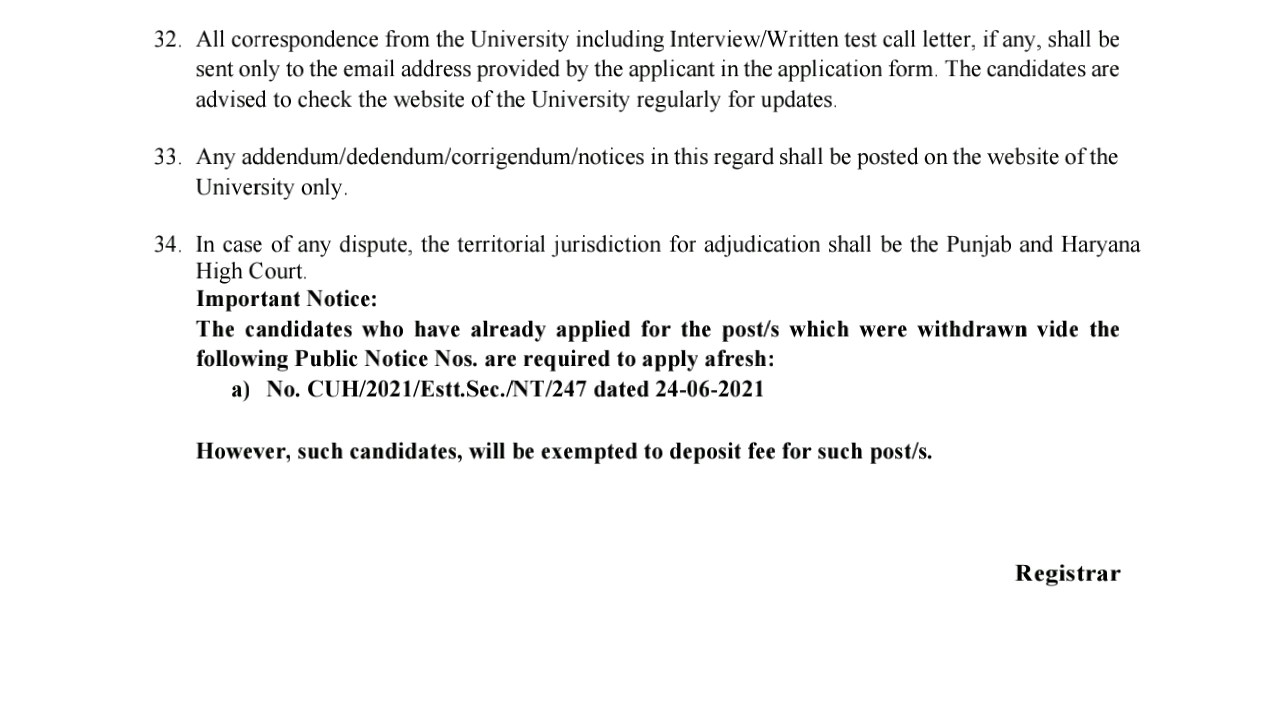 32. All correspondence from the University including Interview/Written test call letter, if any, shall be
sent only to the email address provided by the applicant in the application form. The candidates are
advised to check the website of the University regularly for updates.
33. Any addendum/dedendum/corrigendum/notices in this regard shall be posted on the website of the
University only.
34. In case of any dispute, the territorial jurisdiction for adjudication shall be the Punjab and Haryana
High Court.
Important Notice:
The candidates who have already applied for the post/s which were withdrawn vide the
following Public Notice Nos. are required to apply afresh:
a) No. CUH/2021/Estt.Sec./NT/247 dated 24-06-2021
However, such candidates, will be exempted to deposit fee for such post/s.
Registrar